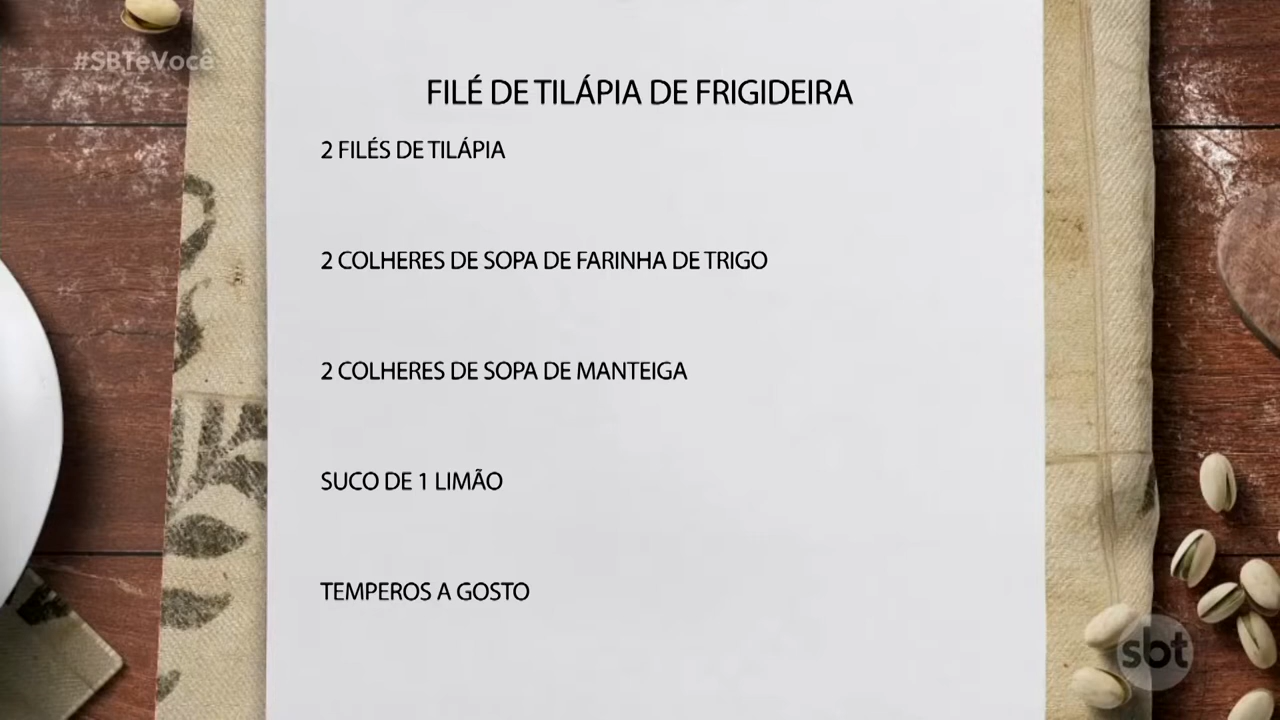 #SBTeVocê
FILÉ DE TILÁPIA DE FRIGIDEIRA
2 FILÉS DE TILÁPIA
2 COLHERES DE SOPA DE FARINHA DE TRIGO
2 COLHERES DE SOPA DE MANTEIGA
SUCO DE 1 LIMÃO
TEMPEROS A GOSTO
sbt